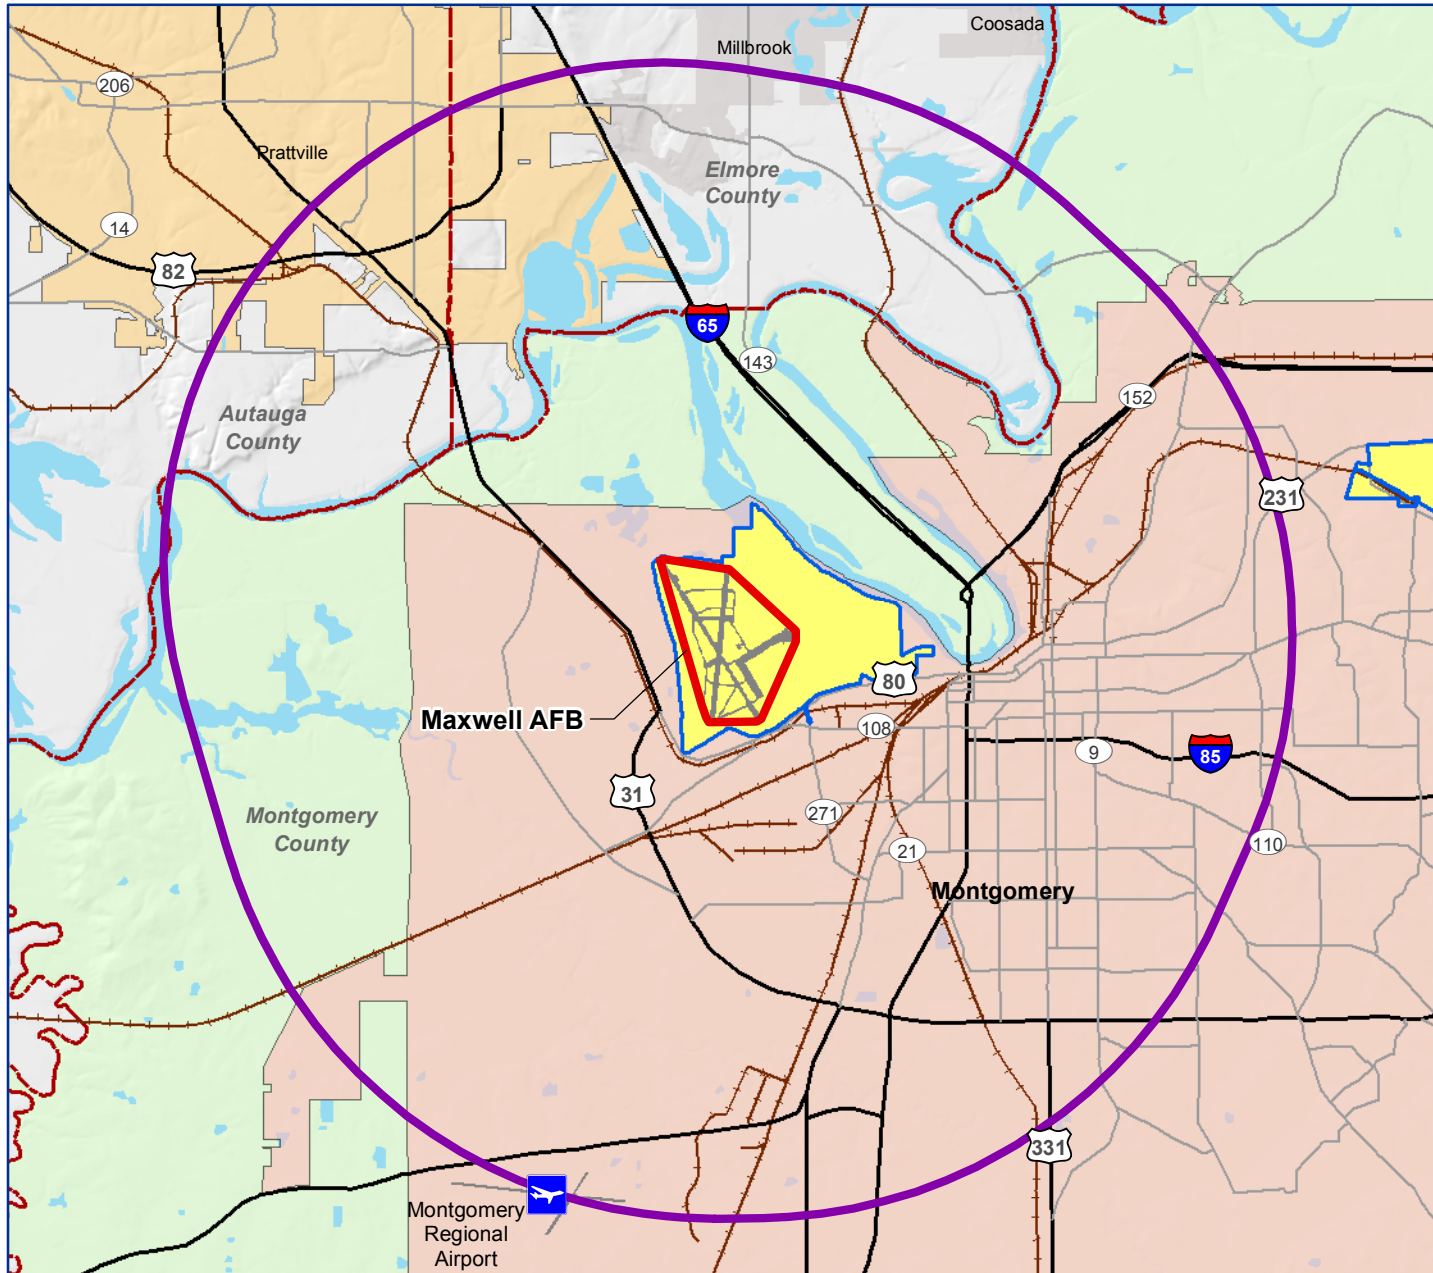 Coosada
Millbrook
206
Prattville
Elmore
County
14
82
65
143
152
Autauga
County
231
80
Maxwell AFB
108
9
85
31
271
Montgomery
County
21
110
Montgomery
331
Montgomery
Regional
Airport